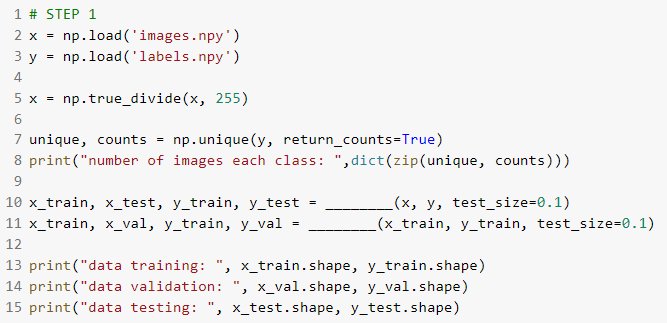 1 # STEP 1
2 x = np.load('images.npy')
3 y = np.load('labels.npy')
4
5 x = np.true_divide(x, 255)
6
7 unique, counts = np.unique(y, return_counts=True)
8 print("number of images each class: ",dict(zip(unique, counts)))
9
10 x_train, x_test, y_train, y_test = ________(x, y, test_size=0.1)
11 x_train, x_val, y_train, y_val = ________(x_train, y_train, test_size=0.1)
12
13 print("data training: ", x_train.shape, y_train.shape)
14 print("data validation: ", x_val.shape, y_val.shape)
15 print("data testing: ", x_test.shape, y_test.shape)